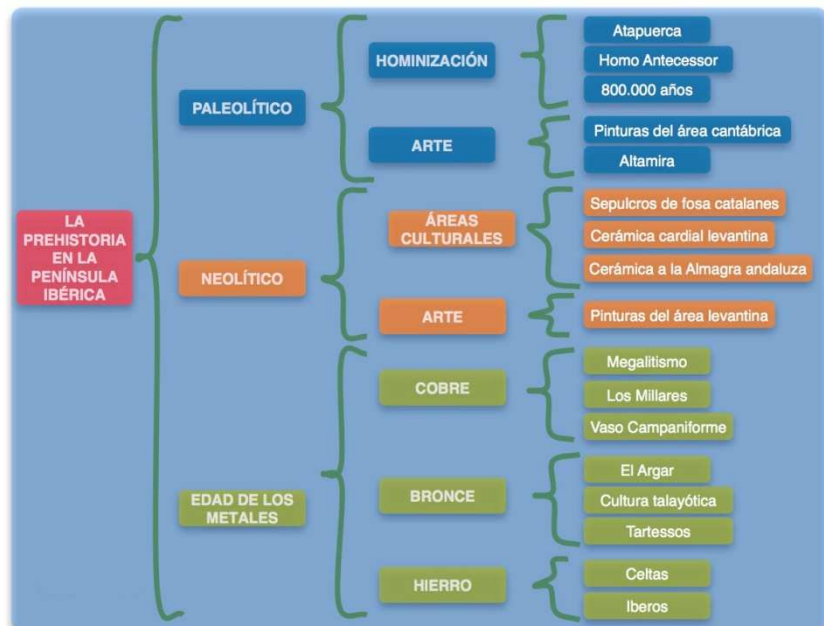 LA
PREHISTORIA
EN LA
PENÍNSULA
IBÉRICA
PALEOLÍTICO
HOMINIZACIÓN
Atapuerca
Homo Antecessor
800.000 años
ARTE
Pinturas del área cantábrica
Altamira
NEOLÍTICO
ÁREAS
CULTURALES
Sepulcros de fosa catalanes
Cerámica cardial levantina
Cerámica a la Almagra andaluza
ARTE
Pinturas del área levantina
EDAD DE LOS
METALES
COBRE
Megalitismo
Los Millares
Vaso Campaniforme
BRONCE
El Argar
Cultura talayótica
Tartessos
HIERRO
Celtas
Iberos